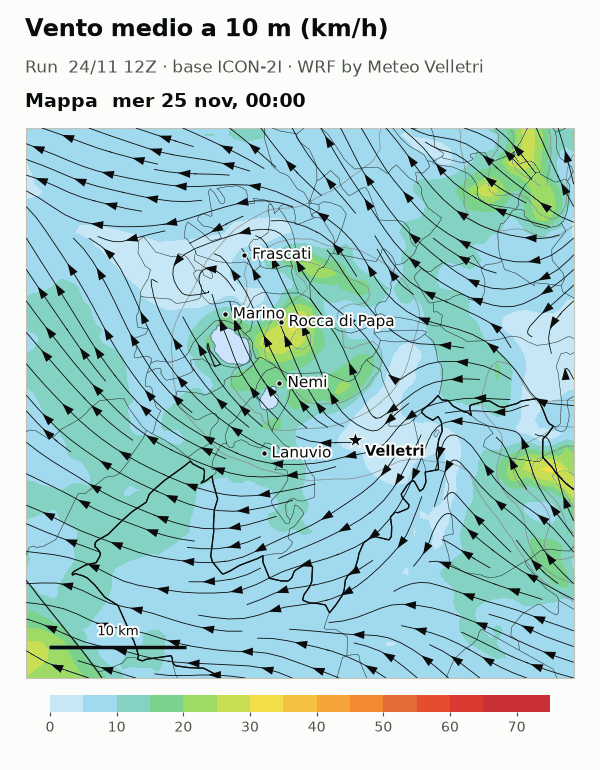 Vento medio a 10 m (km/h)
Run  24/11 12Z · base ICON-2I · WRF by Meteo Velletri
Mappa  mer 25 nov, 00:00
Frascati
Marino
Rocca di Papa
Nemi
Velletri
Lanuvio
10 km
0 10 20 30 40 50 60 70